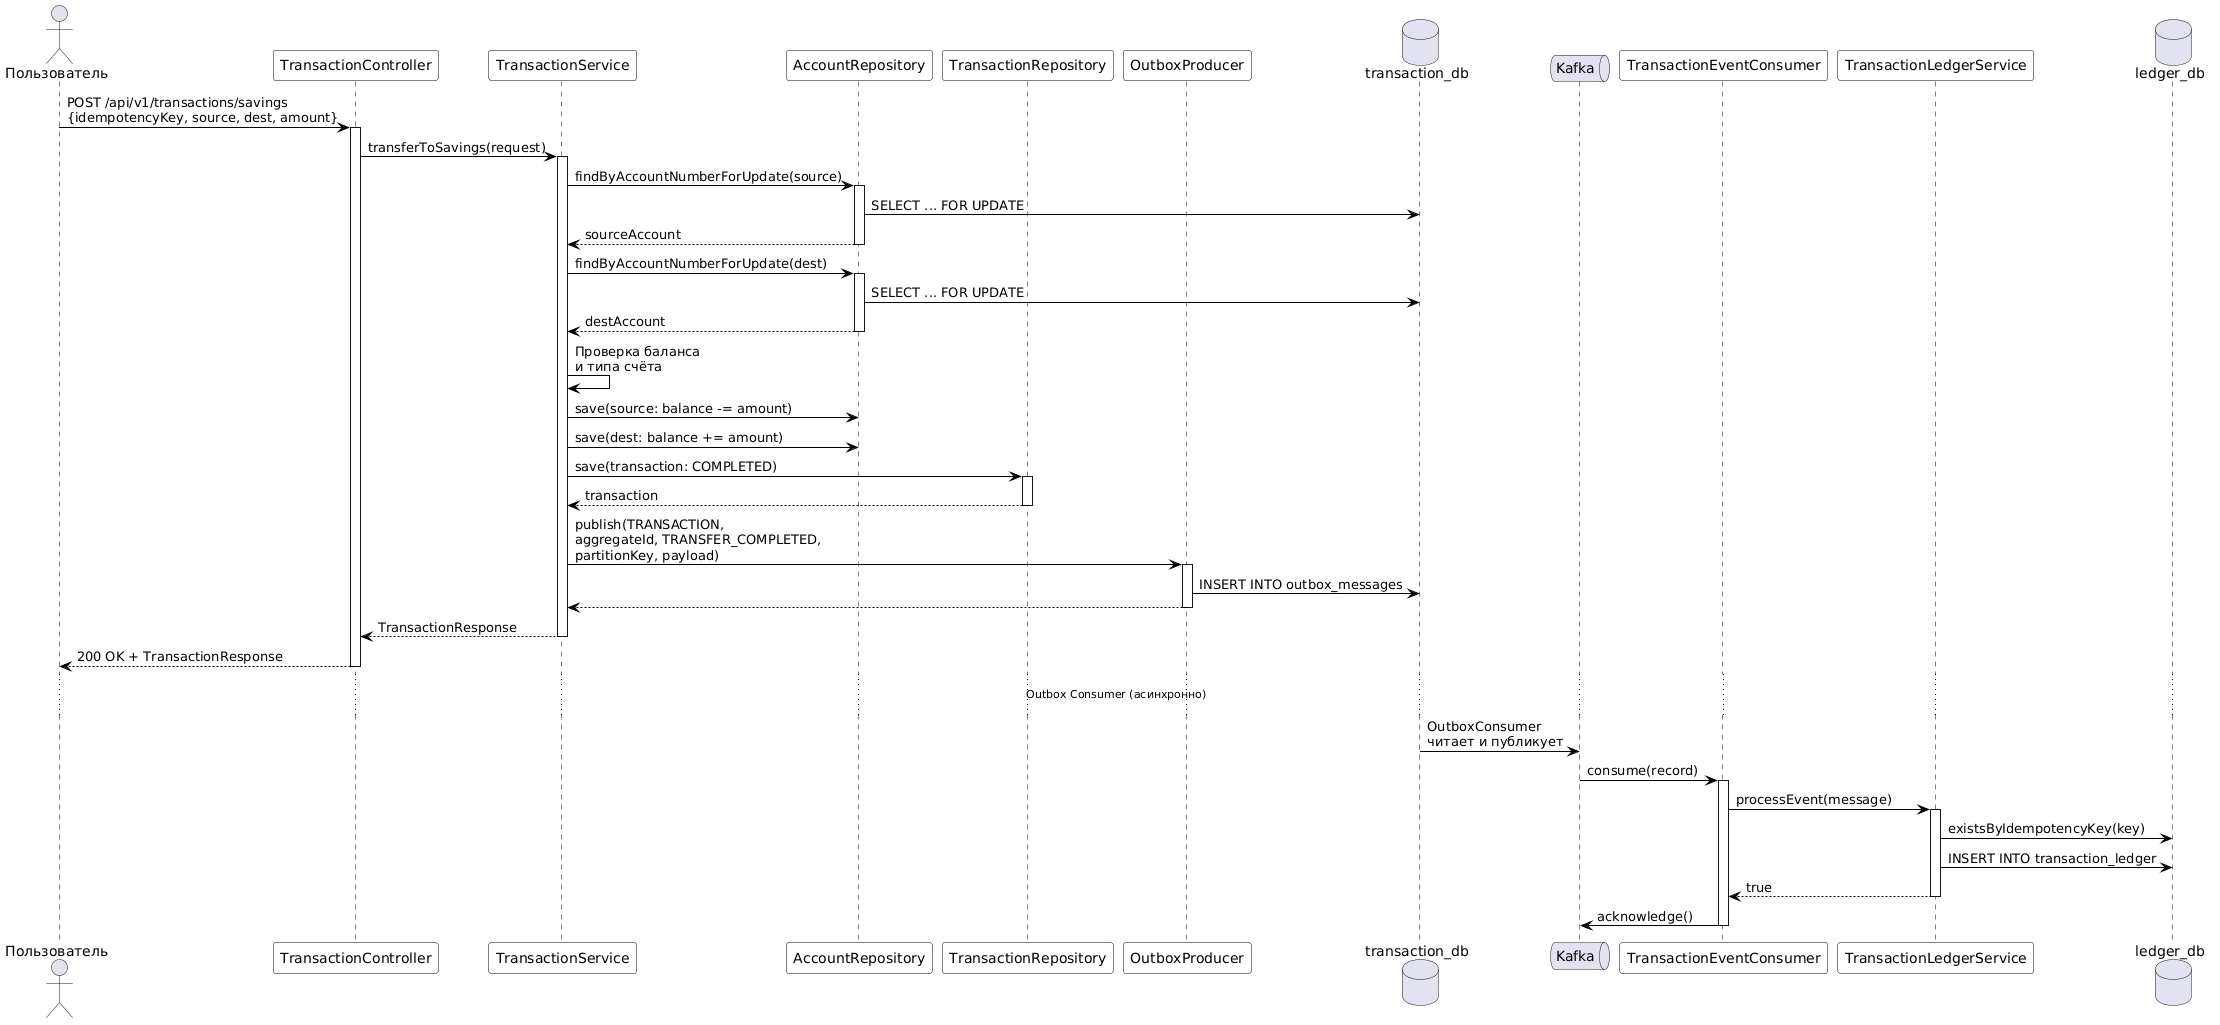 Пользователь
TransactionController
TransactionService
AccountRepository
TransactionRepository
OutboxProducer
transaction_db
Kafka
TransactionEventConsumer
TransactionLedgerService
ledger_db
POST /api/v1/transactions/savings
{idempotencyKey, source, dest, amount}
transferToSavings(request)
findByAccountNumberForUpdate(source)
SELECT ... FOR UPDATE
sourceAccount
findByAccountNumberForUpdate(dest)
SELECT ... FOR UPDATE
destAccount
Проверка баланса
и типа счёта
save(source: balance -= amount)
save(dest: balance += amount)
save(transaction: COMPLETED)
transaction
publish(TRANSACTION,
aggregateId, TRANSFER_COMPLETED,
partitionKey, payload)
INSERT INTO outbox_messages
TransactionResponse
200 OK + TransactionResponse
Outbox Consumer (асинхронно)
OutboxConsumer
читает и публикует
consume(record)
processEvent(message)
existsByIdempotencyKey(key)
INSERT INTO transaction_ledger
true
acknowledge()
Пользователь
TransactionController
TransactionService
AccountRepository
TransactionRepository
OutboxProducer
transaction_db
Kafka
TransactionEventConsumer
TransactionLedgerService
ledger_db